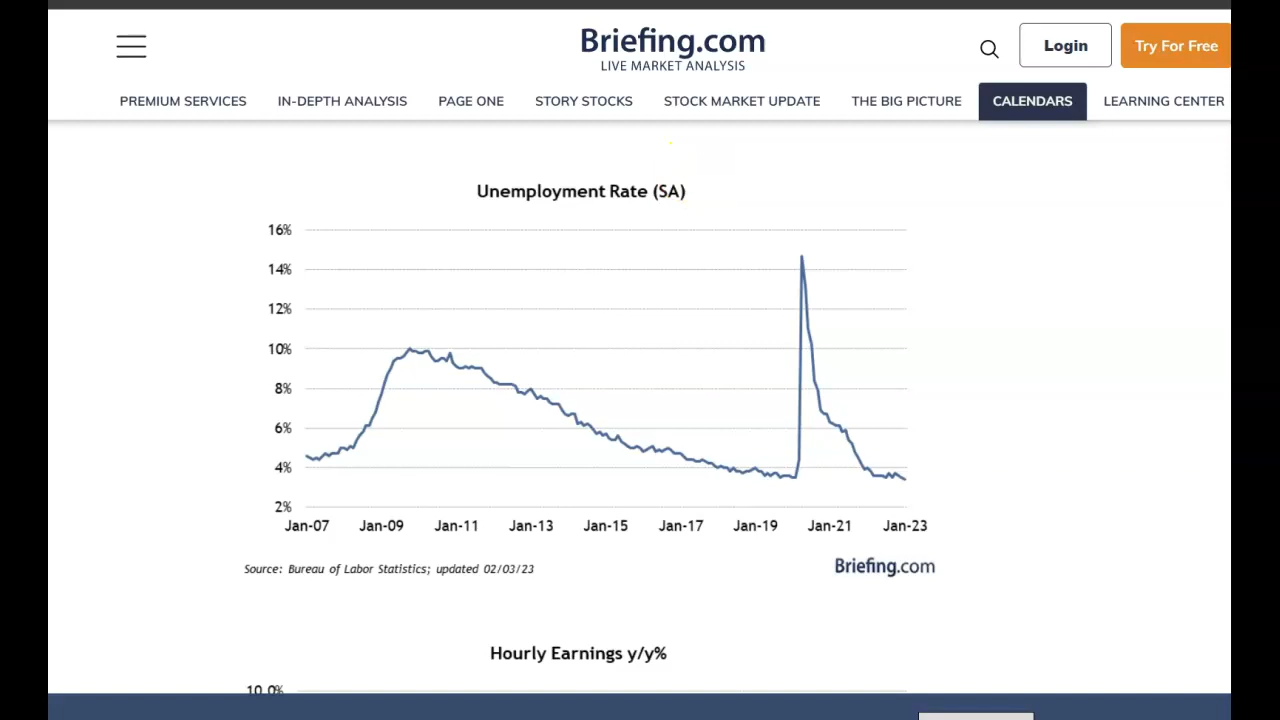 Briefing.com
LIVE MARKET ANALYSIS
Login
Try For Free
PREMIUM SERVICES IN-DEPTH ANALYSIS PAGE ONE STORY STOCKS STOCK MARKET UPDATE THE BIG PICTURE CALENDARS LEARNING CENTER
Unemployment Rate (SA)
16%
14%
12%
10%
8%
6%
4%
2%
Jan-07 Jan-09 Jan-11 Jan-13 Jan-15 Jan-17 Jan-19 Jan-21 Jan-23
Source: Bureau of Labor Statistics; updated 02/03/23
Briefing.com
Hourly Earnings y/y%
10.0%